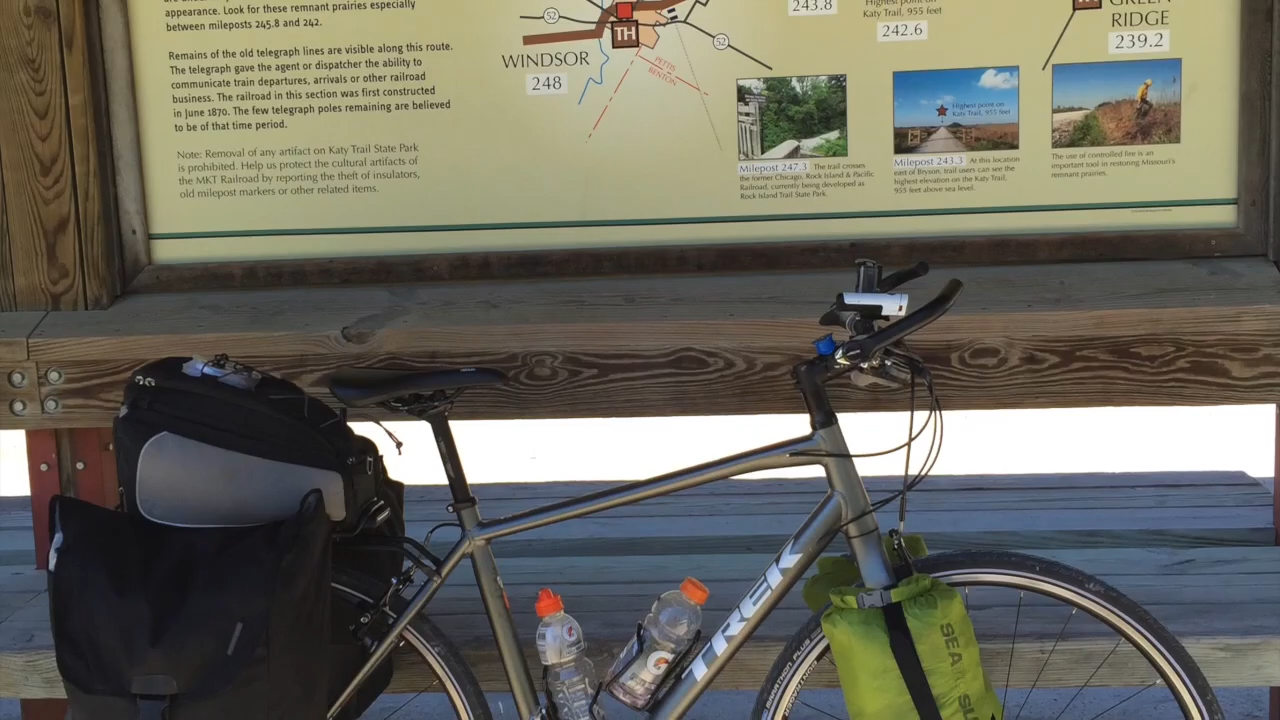 appearance. Look for these remnant prairies especially
between mileposts 245.8 and 242.
Remains of the old telegraph lines are visible along this route.
The telegraph gave the agent or dispatcher the ability to
communicate train departures, arrivals or other railroad
business. The railroad in this section was first constructed
in June 1870. The few telegraph poles remaining are believed
to be of that time period.
Note: Removal of any artifact on Katy Trail State Park
is prohibited. Help us protect the cultural artifacts of
the MKT Railroad by reporting the theft of insulators,
old milepost markers or other related items.
52
TH
52
WINDSOR
248
PETTIS
BENTON
243.8
Highest point on
Katy Trail, 955 feet
242.6
TH
GREEN
RIDGE
239.2
Highest point on
Katy Trail, 955 feet
Milepost 247.3 The trail crosses
the former Chicago, Rock Island & Pacific
Railroad, currently being developed as
Rock Island Trail State Park.
Milepost 243.3 At this location
east of Bryson, trail users can see the
highest elevation on the Katy Trail,
955 feet above sea level.
The use of controlled fire is an
important tool in restoring Missouri's
remnant prairies.
TREK
MARATHON PLUS
SEA
SU